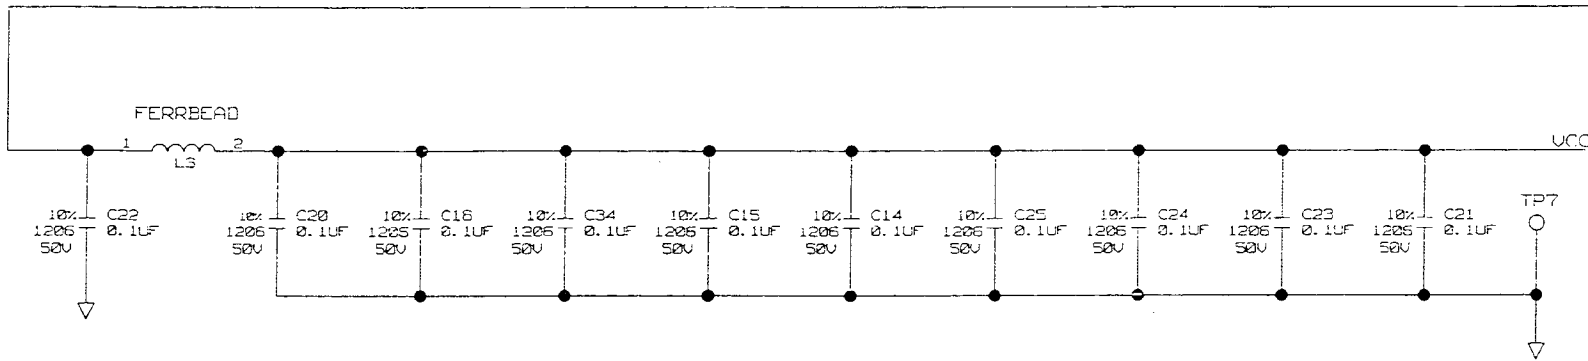 FERRBEAD
1 2
L3
VCC
10% C22
1206 0.1UF
50V
10% C20
1206 0.1UF
50V
10% C16
1205 0.1UF
50V
10% C34
1206 0.1UF
50V
10% C15
1206 0.1UF
50V
10% C14
1206 0.1UF
50V
10% C25
1206 0.1UF
50V
10% C24
1206 0.1UF
50V
10% C23
1206 0.1UF
50V
10% C21
1206 0.1UF
50V
TP7